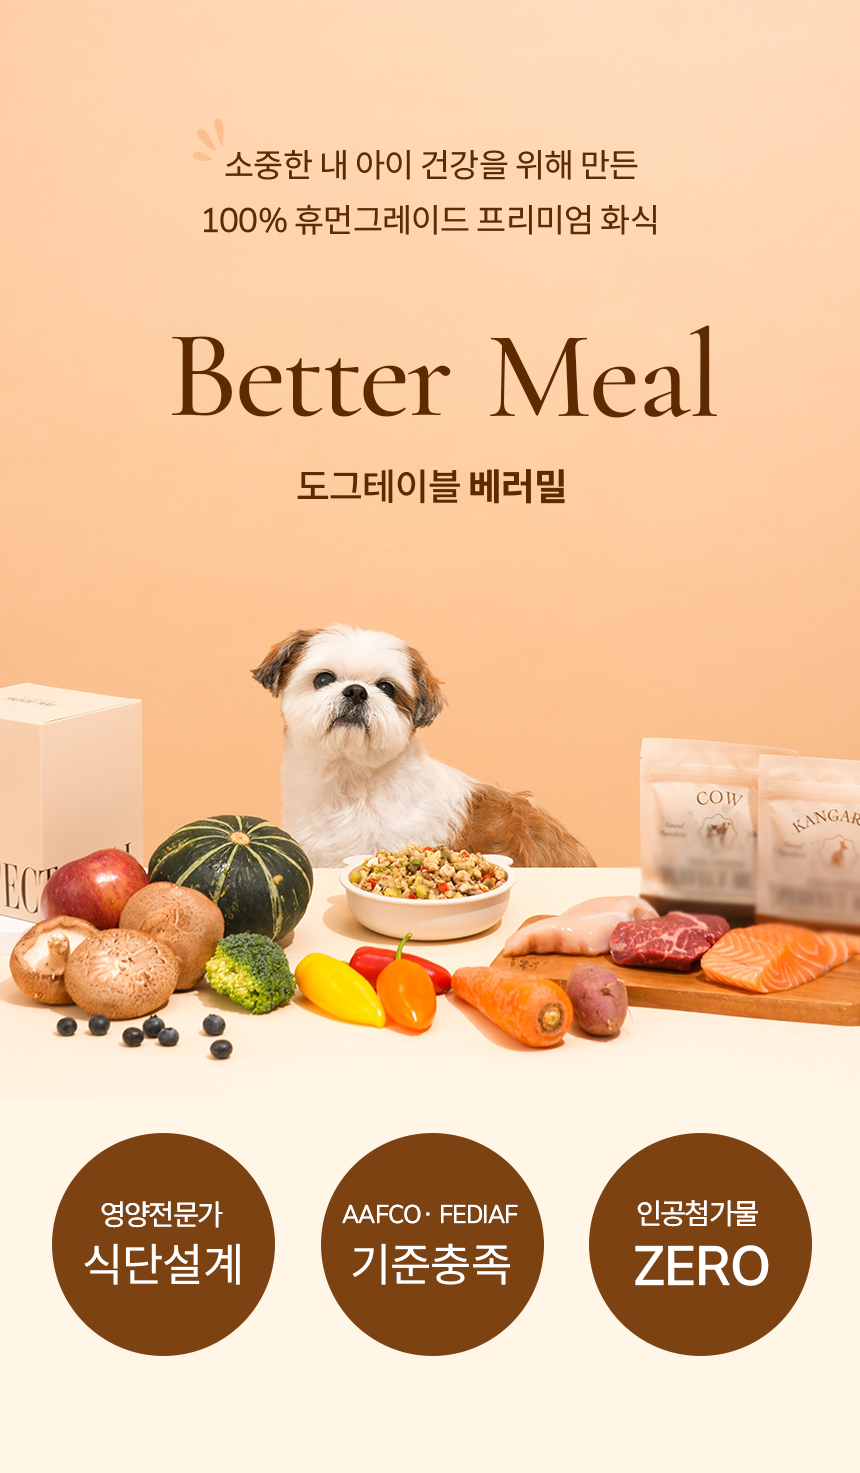 소중한 내 아이 건강을 위해 만든
100% 휴먼그레이드 프리미엄 화식
Better Meal
도그테이블 베러밀
COW
영양전문가
식단설계
AAFCO· FEDIAF
기준충족
인공첨가물
ZERO